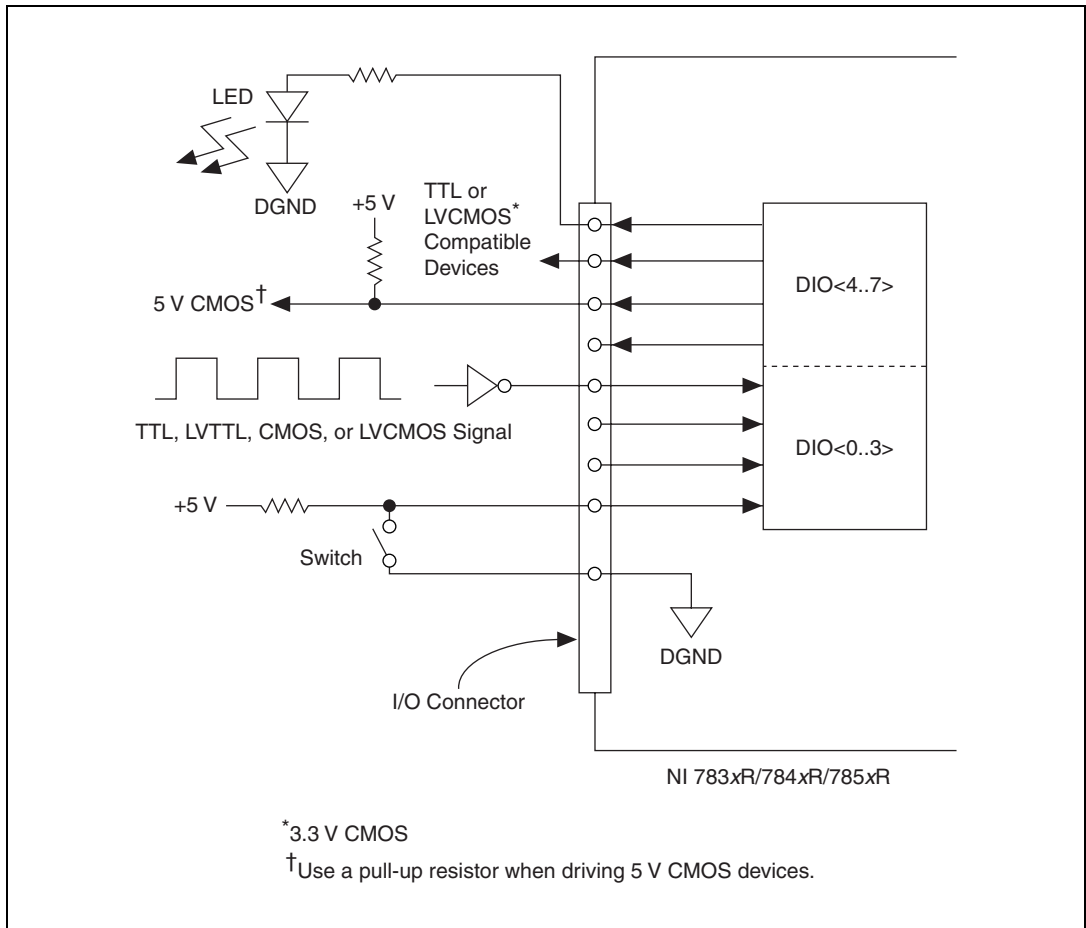 LED
DGND
+5 V
TTL or
LVCMOS*
Compatible
Devices
5 V CMOS†
DIO<4..7>
TTL, LVTTL, CMOS, or LVCMOS Signal
DIO<0..3>
+5 V
Switch
DGND
I/O Connector
NI 783xR/784xR/785xR
*3.3 V CMOS
†Use a pull-up resistor when driving 5 V CMOS devices.